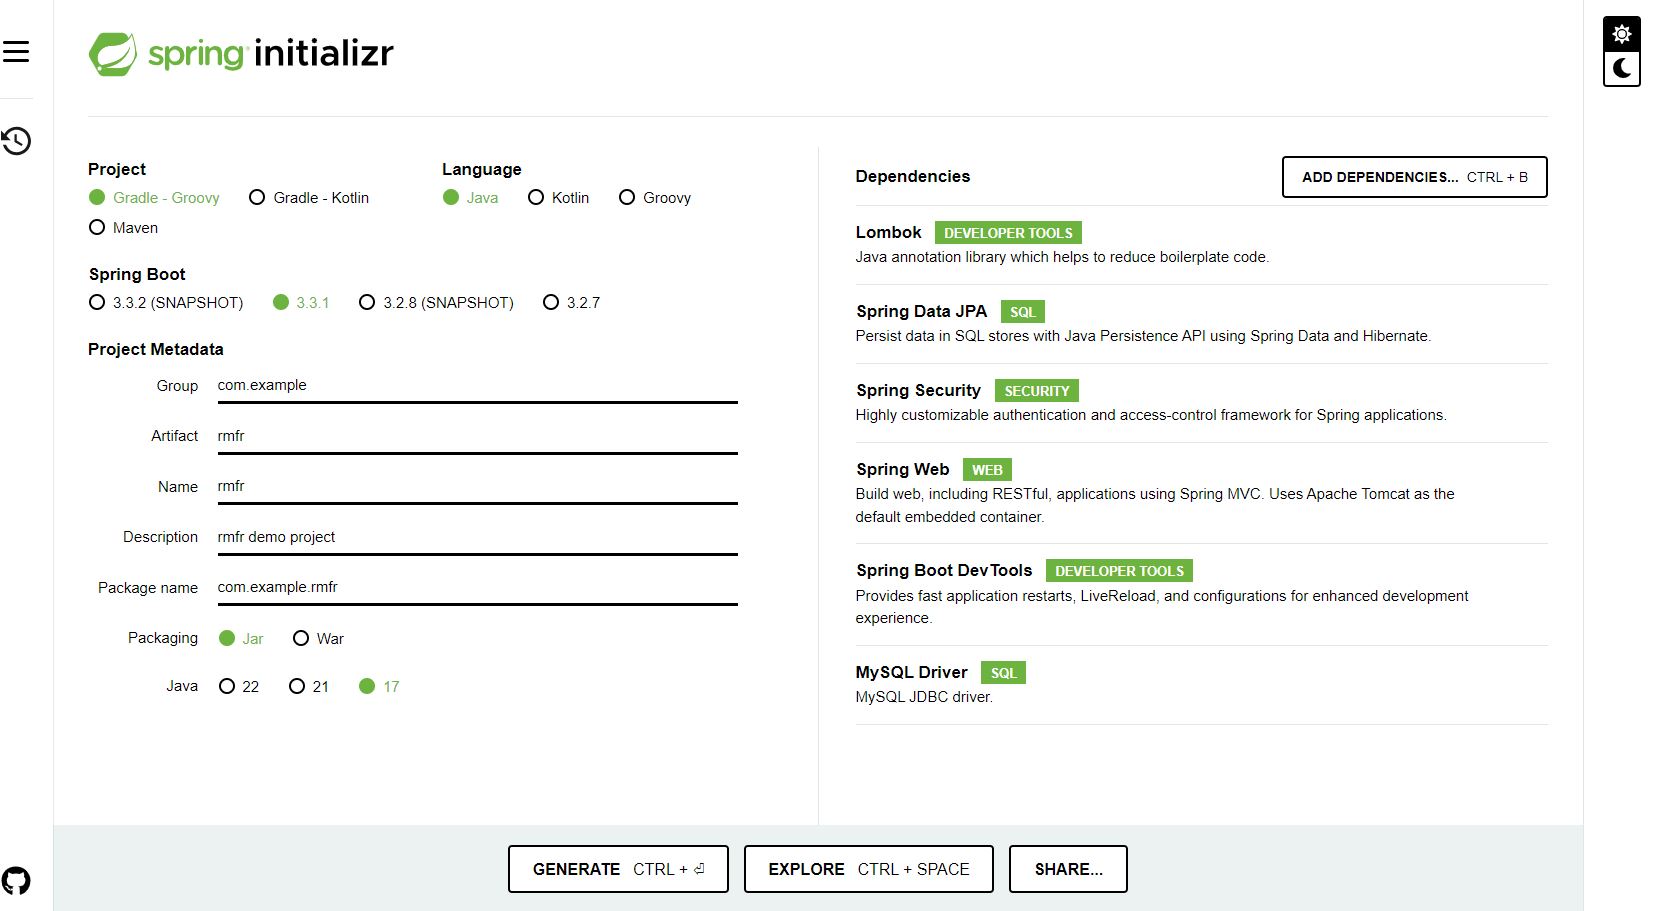 spring initializr
Project
Gradle - Groovy
Gradle - Kotlin
Maven
Language
Java
Kotlin
Groovy
Spring Boot
3.3.2 (SNAPSHOT)
3.3.1
3.2.8 (SNAPSHOT)
3.2.7
Project Metadata
Group com.example
Artifact rmfr
Name rmfr
Description rmfr demo project
Package name com.example.rmfr
Packaging Jar War
Java 22 21 17
Dependencies
ADD DEPENDENCIES... CTRL + B
Lombok DEVELOPER TOOLS
Java annotation library which helps to reduce boilerplate code.
Spring Data JPA SQL
Persist data in SQL stores with Java Persistence API using Spring Data and Hibernate.
Spring Security SECURITY
Highly customizable authentication and access-control framework for Spring applications.
Spring Web WEB
Build web, including RESTful, applications using Spring MVC. Uses Apache Tomcat as the
default embedded container.
Spring Boot DevTools DEVELOPER TOOLS
Provides fast application restarts, LiveReload, and configurations for enhanced development
experience.
MySQL Driver SQL
MySQL JDBC driver.
GENERATE CTRL + ⏎
EXPLORE CTRL + SPACE
SHARE...